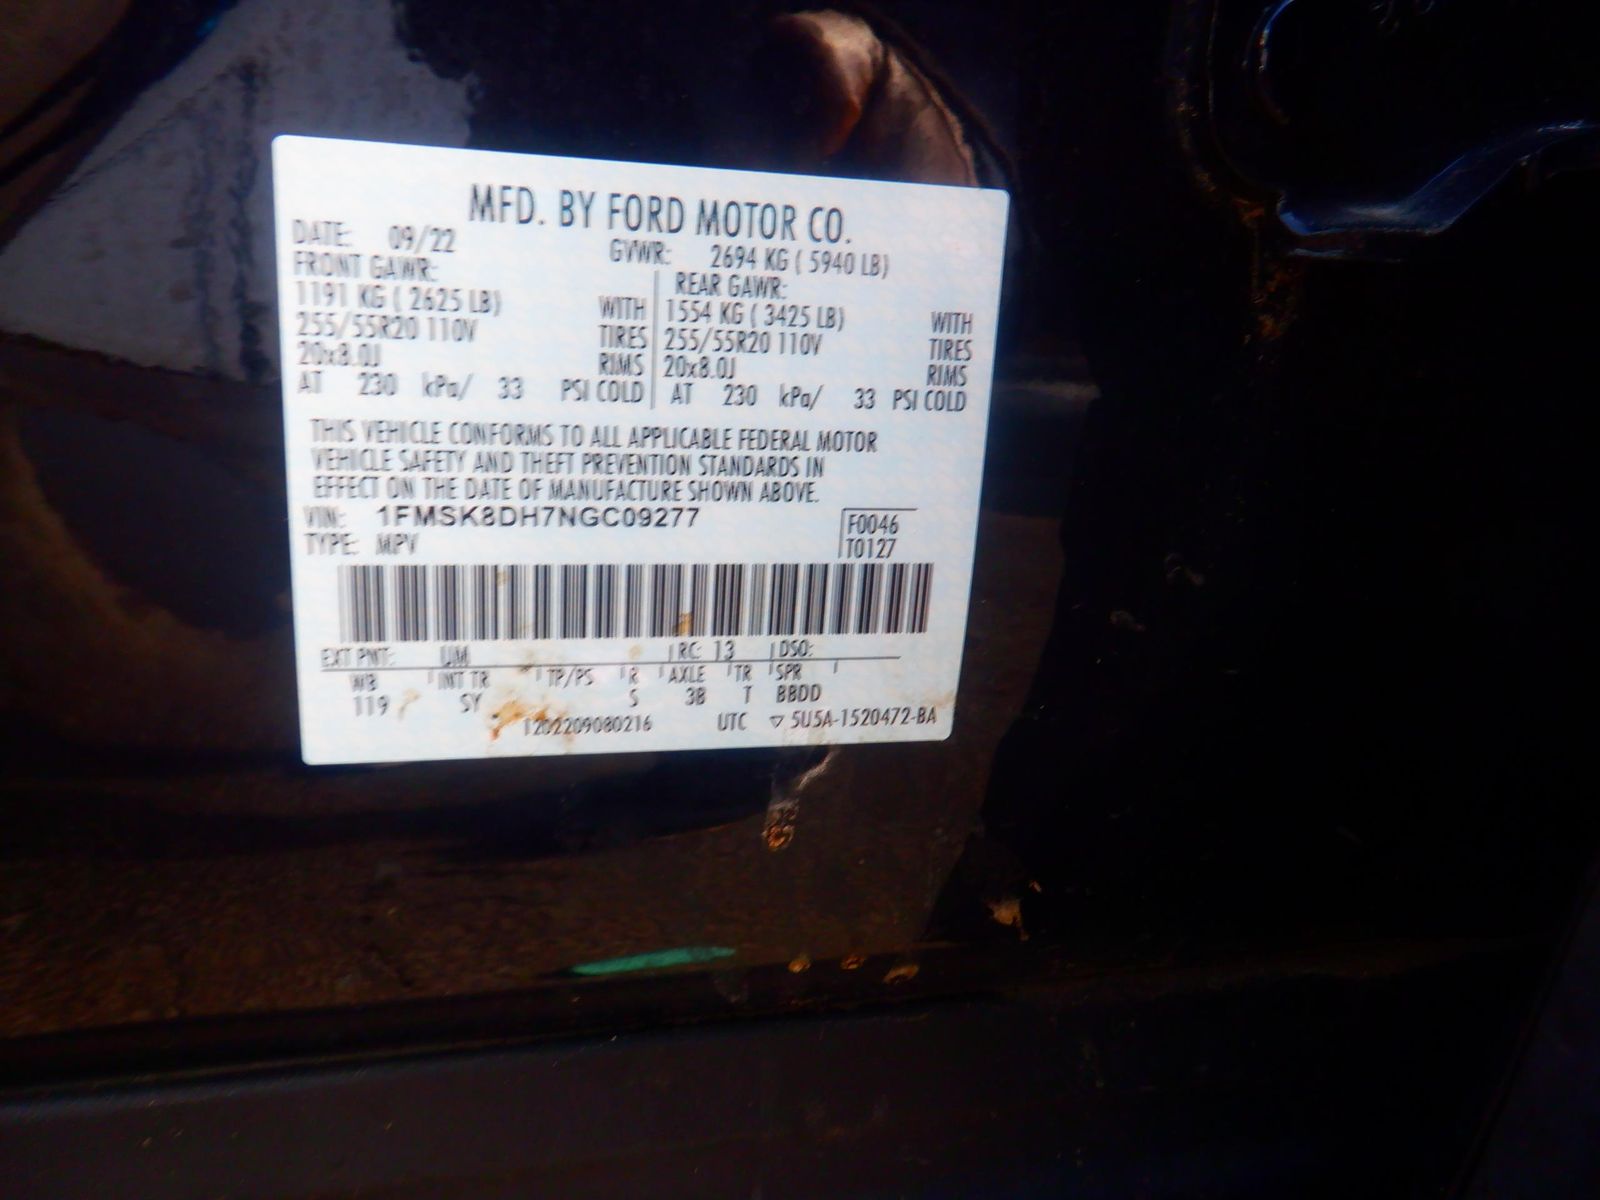 MFD. BY FORD MOTOR CO.
DATE: 09/22 GVWR: 2694 KG ( 5940 LB)
FRONT GAWR: REAR GAWR:
1191 KG ( 2625 LB) WITH 1554 KG ( 3425 LB) WITH
255/55R20 110V TIRES 255/55R20 110V TIRES
20x8.0J RIMS 20x8.0J RIMS
AT 230 kPa/ 33 PSI COLD AT 230 kPa/ 33 PSI COLD
THIS VEHICLE CONFORMS TO ALL APPLICABLE FEDERAL MOTOR
VEHICLE SAFETY AND THEFT PREVENTION STANDARDS IN
EFFECT ON THE DATE OF MANUFACTURE SHOWN ABOVE.
VIN: 1FMSK8DH7NGC09277 F0046
TYPE: MPV T0127
EXT PNT: UM RC: 13 DSO:
WB INT TR TP/PS R AXLE TR SPR
119 SY S 3B T BBDD
1202209080216 UTC ▽ 5U5A-1520472-BA